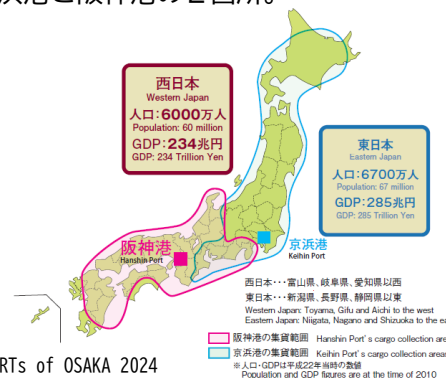 浜港と阪神港の2箇所。
西日本
Western Japan
人口:6000万人
Population: 60 million
GDP:234兆円
GDP: 234 Trillion Yen
東日本
Eastern Japan
人口:6700万人
Population: 67 million
GDP:285兆円
GDP: 285 Trillion Yen
阪神港
Hanshin Port
京浜港
Keihin Port
西日本・・・富山県、岐阜県、愛知県以西
東日本・・・新潟県、長野県、静岡県以東
Western Japan: Toyama, Gifu and Aichi to the west
Eastern Japan: Niigata, Nagano and Shizuoka to the ea
阪神港の集貨範囲 Hanshin Port's cargo collection are
京浜港の集貨範囲 Keihin Port's cargo collection areas
※人口・GDPは平成22年当時の数値
Population and GDP figures are at the time of 2010
RTs of OSAKA 2024